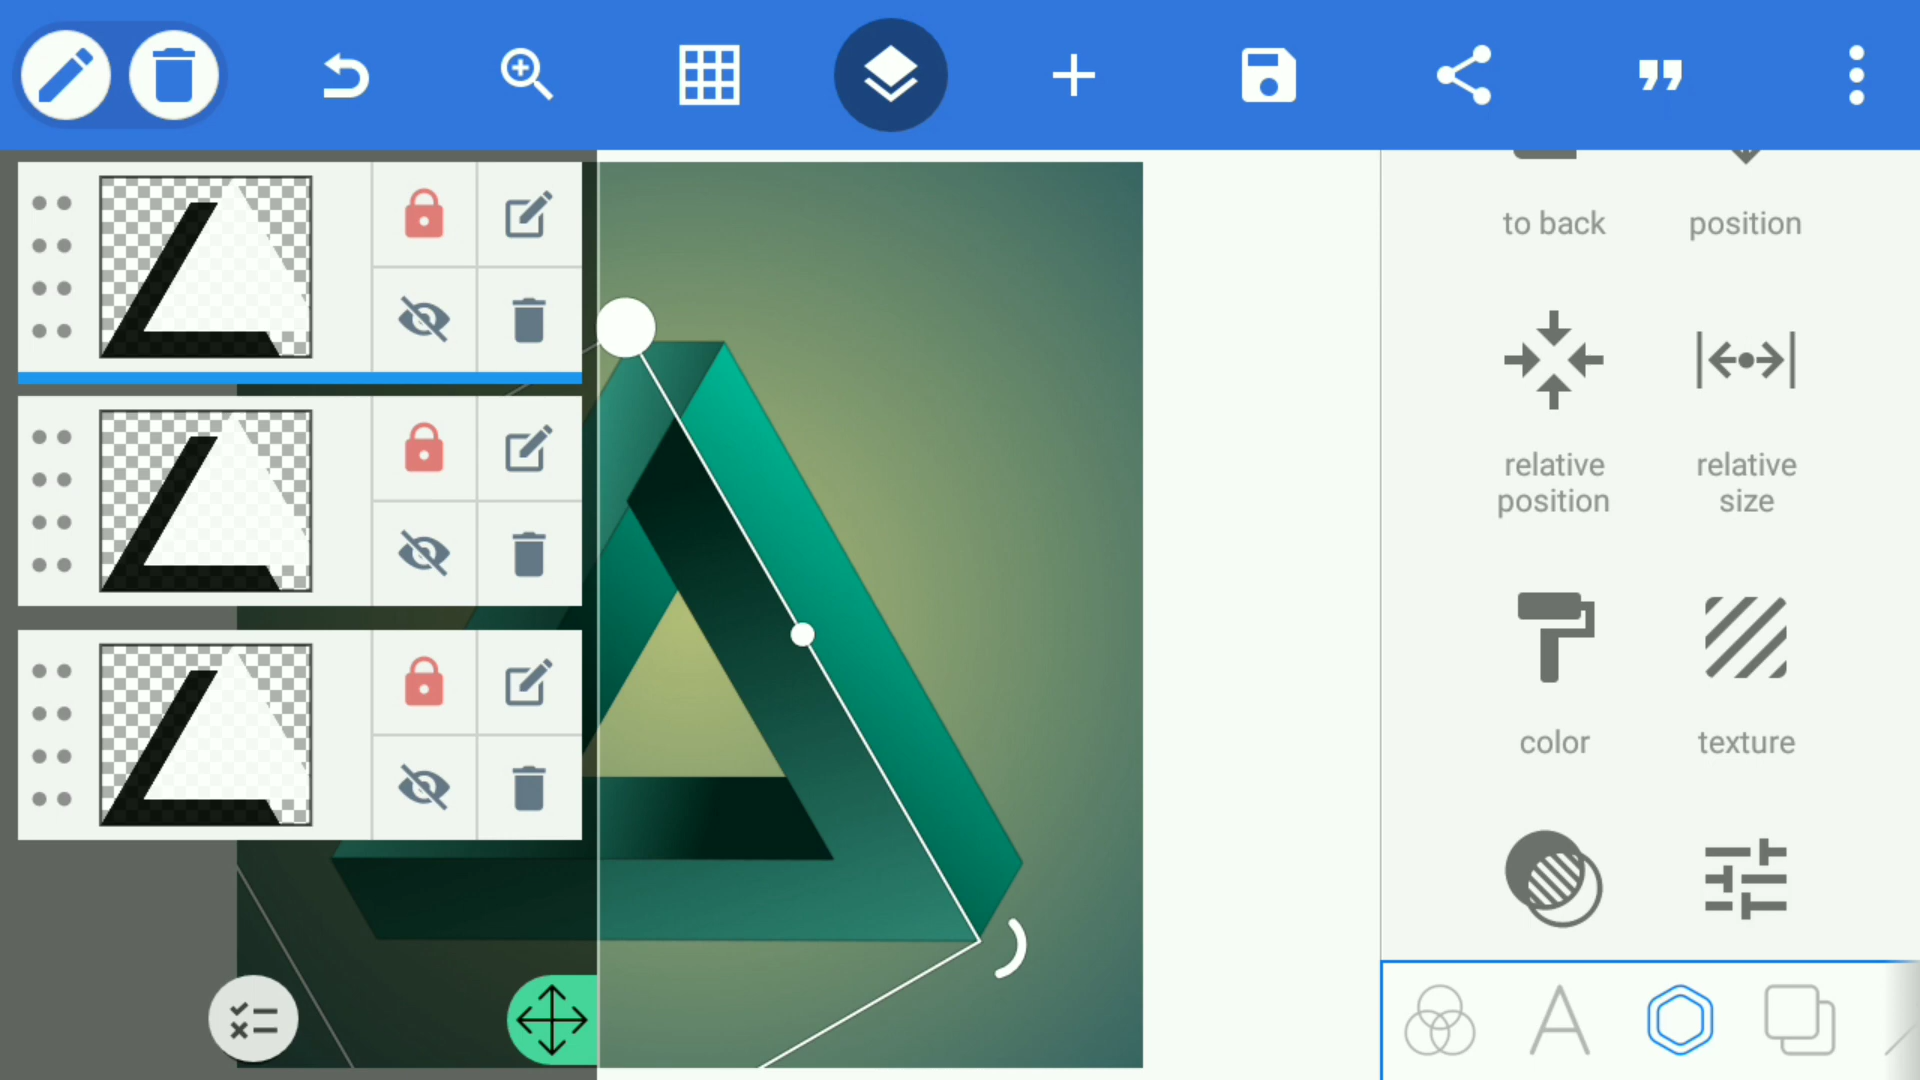 to back
position
relative
position
relative
size
color
texture